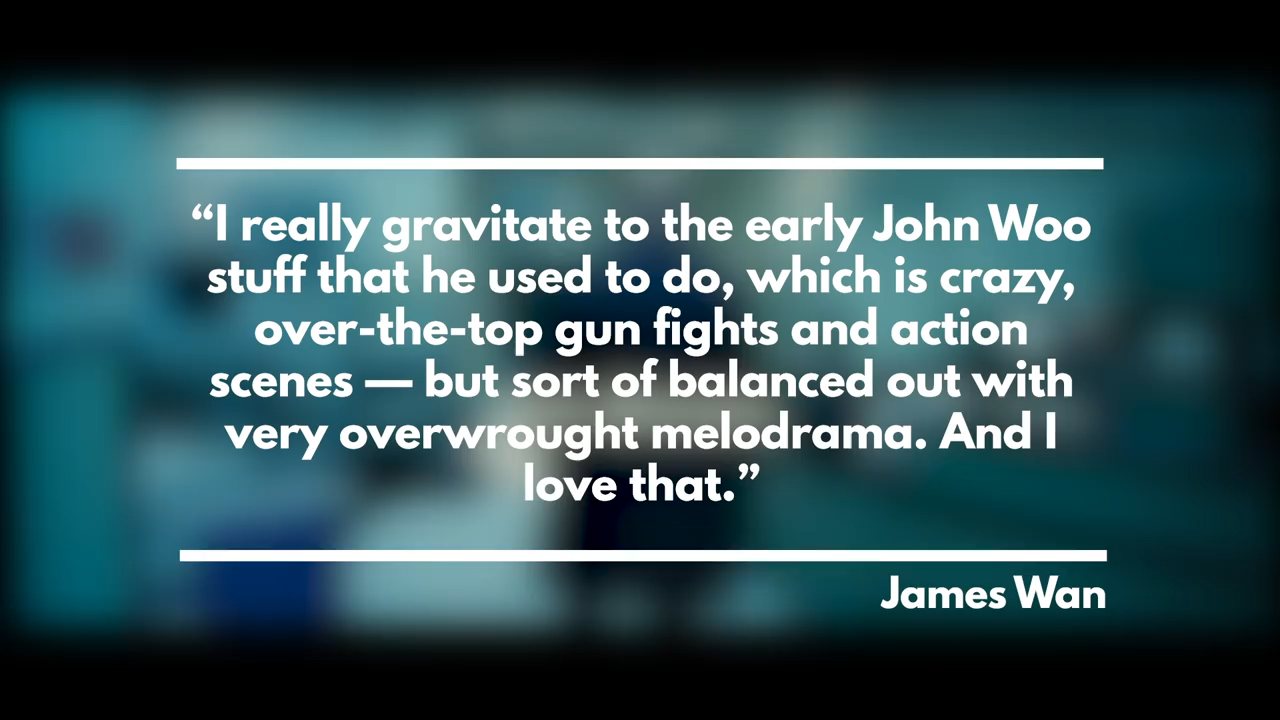 “I really gravitate to the early John Woo
stuff that he used to do, which is crazy,
over-the-top gun fights and action
scenes — but sort of balanced out with
very overwrought melodrama. And I
love that.”
James Wan